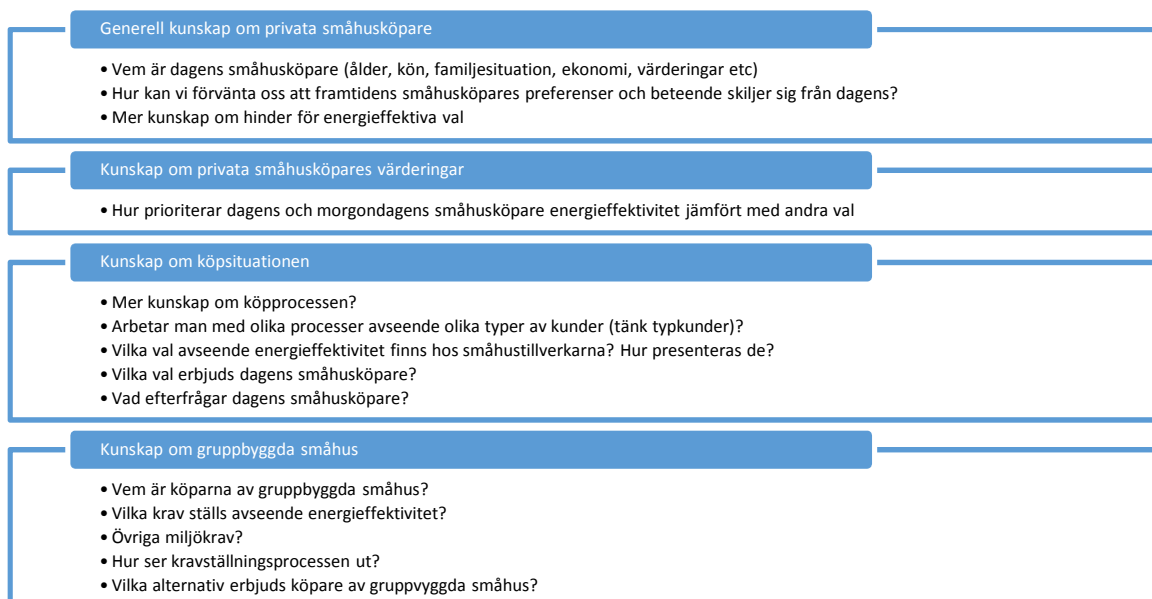 Generell kunskap om privata småhusköpare
• Vem är dagens småhusköpare (ålder, kön, familjesituation, ekonomi, värderingar etc)
• Hur kan vi förvänta oss att framtidens småhusköpares preferenser och beteende skiljer sig från dagens?
• Mer kunskap om hinder för energieffektiva val
Kunskap om privata småhusköpares värderingar
• Hur prioriterar dagens och morgondagens småhusköpare energieffektivitet jämfört med andra val
Kunskap om köpsituationen
• Mer kunskap om köpprocessen?
• Arbetar man med olika processer avseende olika typer av kunder (tänk typkunder)?
• Vilka val avseende energieffektivitet finns hos småhustillverkarna? Hur presenteras de?
• Vilka val erbjuds dagens småhusköpare?
• Vad efterfrågar dagens småhusköpare?
Kunskap om gruppbyggda småhus
• Vem är köparna av gruppbyggda småhus?
• Vilka krav ställs avseende energieffektivitet?
• Övriga miljökrav?
• Hur ser kravställningsprocessen ut?
• Vilka alternativ erbjuds köpare av gruppvyggda småhus?